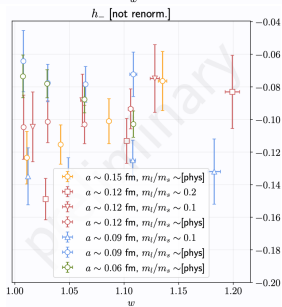 w
h_ [not renorm.]
−0.04
−0.06
−0.08
−0.10
−0.12
−0.14
−0.16
−0.18
−0.20
a ∼ 0.15 fm, m_l/m_s ∼[phys]
a ∼ 0.12 fm, m_l/m_s ∼ 0.2
a ∼ 0.12 fm, m_l/m_s ∼ 0.1
a ∼ 0.12 fm, m_l/m_s ∼[phys]
a ∼ 0.09 fm, m_l/m_s ∼ 0.1
a ∼ 0.09 fm, m_l/m_s ∼[phys]
a ∼ 0.06 fm, m_l/m_s ∼[phys]
1.00 1.05 1.10 1.15 1.20
w
preliminary